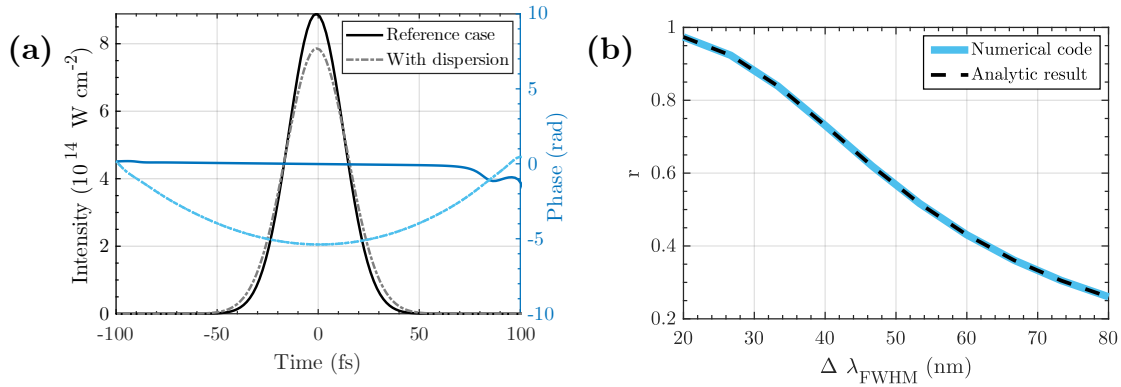 (a)
8
6
4
2
0
Intensity (10^14 W cm^-2)
-100
-50
0
50
100
Time (fs)
10
5
0
-5
-10
Phase (rad)
Reference case
With dispersion
(b)
1
0.8
0.6
0.4
0.2
r
20
30
40
50
60
70
80
Δ λ_FWHM (nm)
Numerical code
Analytic result